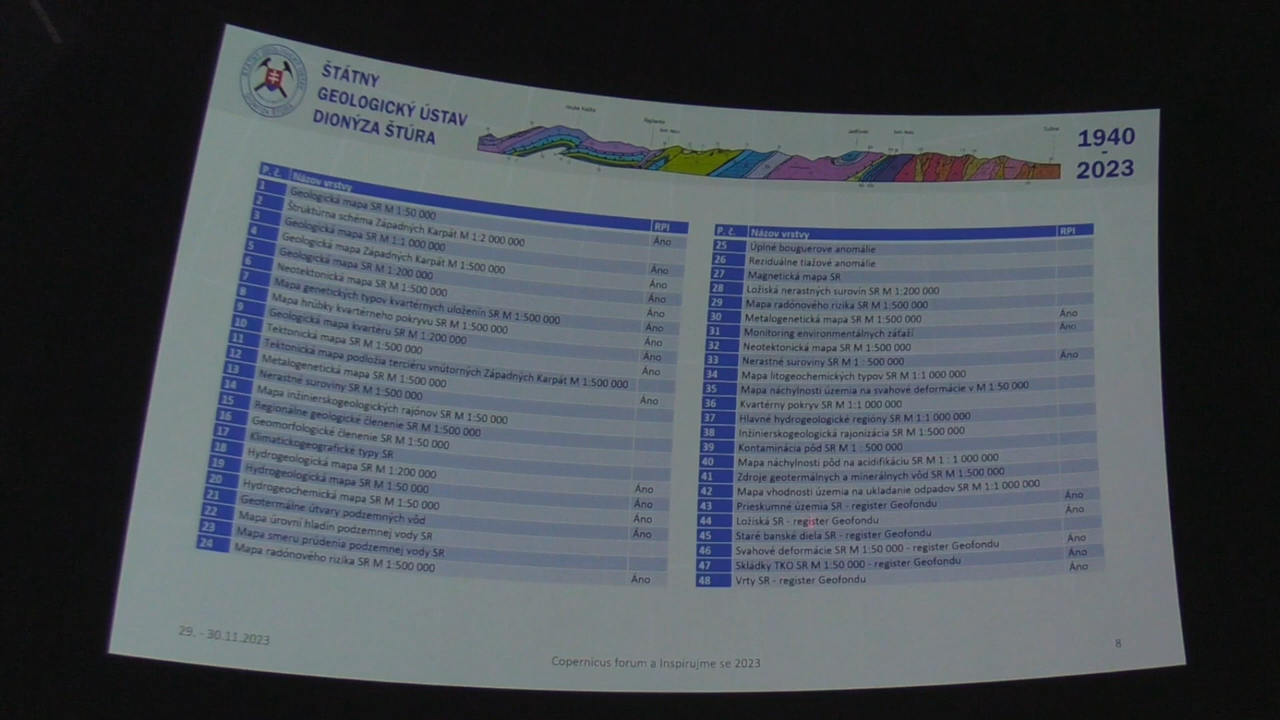 ŠTÁTNY
GEOLOGICKÝ ÚSTAV
DIONÝZA ŠTÚRA
1940
-
2023
P. č. Názov vrstvy RPI
1 Geologická mapa SR M 1:50 000 Áno
2 Štruktúrna schéma Západných Karpát M 1:2 000 000
3 Geologická mapa SR M 1:1 000 000 Áno
4 Geologická mapa Západných Karpát M 1:500 000 Áno
5 Geologická mapa SR M 1:200 000 Áno
6 Neotektonická mapa SR M 1:500 000 Áno
7 Mapa genetických typov kvartérnych uloženín SR M 1:500 000 Áno
8 Mapa hrúbky kvartérneho pokryvu SR M 1:500 000 Áno
9 Geologická mapa kvartéru SR M 1:200 000 Áno
10 Tektonická mapa SR M 1:500 000 Áno
11 Tektonická mapa podložia terciéru vnútorných Západných Karpát M 1:500 000
12 Metalogenetická mapa SR M 1:500 000 Áno
13 Nerastné suroviny SR M 1:500 000
14 Mapa inžinierskogeologických rajónov SR M 1:50 000
15 Regionálne geologické členenie SR M 1:500 000
16 Geomorfologické členenie SR M 1:50 000
17 Klimatickogeografické typy SR
18 Hydrogeologická mapa SR M 1:200 000 Áno
19 Hydrogeologická mapa SR M 1:50 000 Áno
20 Hydrogeochemická mapa SR M 1:50 000 Áno
21 Geotermálne útvary podzemných vôd Áno
22 Mapa úrovní hladín podzemnej vody SR
23 Mapa smeru prúdenia podzemnej vody SR
24 Mapa radónového rizika SR M 1:500 000 Áno
P. č. Názov vrstvy RPI
25 Úplné bouguerove anomálie
26 Reziduálne tiažové anomálie
27 Magnetická mapa SR
28 Ložiská nerastných surovín SR M 1:200 000
29 Mapa radónového rizika SR M 1:500 000
30 Metalogenetická mapa SR M 1:500 000 Áno
31 Monitoring environmentálnych záťaží Áno
32 Neotektonická mapa SR M 1:500 000
33 Nerastné suroviny SR M 1 : 500 000 Áno
34 Mapa litogeochemických typov SR M 1:1 000 000
35 Mapa náchylnosti územia na svahové deformácie v M 1 50 000
36 Kvartérny pokryv SR M 1:1 000 000
37 Hlavné hydrogeologické regióny SR M 1:1 000 000
38 Inžinierskogeologická rajonizácia SR M 1:500 000
39 Kontaminácia pôd SR M 1 : 500 000
40 Mapa náchylnosti pôd na acidifikáciu SR M 1 : 1 000 000
41 Zdroje geotermálnych a minerálnych vôd SR M 1:500 000
42 Mapa vhodnosti územia na ukladanie odpadov SR M 1:1 000 000
43 Prieskumné územia SR - register Geofondu Áno
44 Ložiská SR - register Geofondu Áno
45 Staré banské diela SR - register Geofondu
46 Svahové deformácie SR M 1:50 000 - register Geofondu Áno
47 Skládky TKO SR M 1:50 000 - register Geofondu Áno
48 Vrty SR - register Geofondu Áno
29. - 30.11.2023
Copernicus forum a Inspirujme se 2023
8